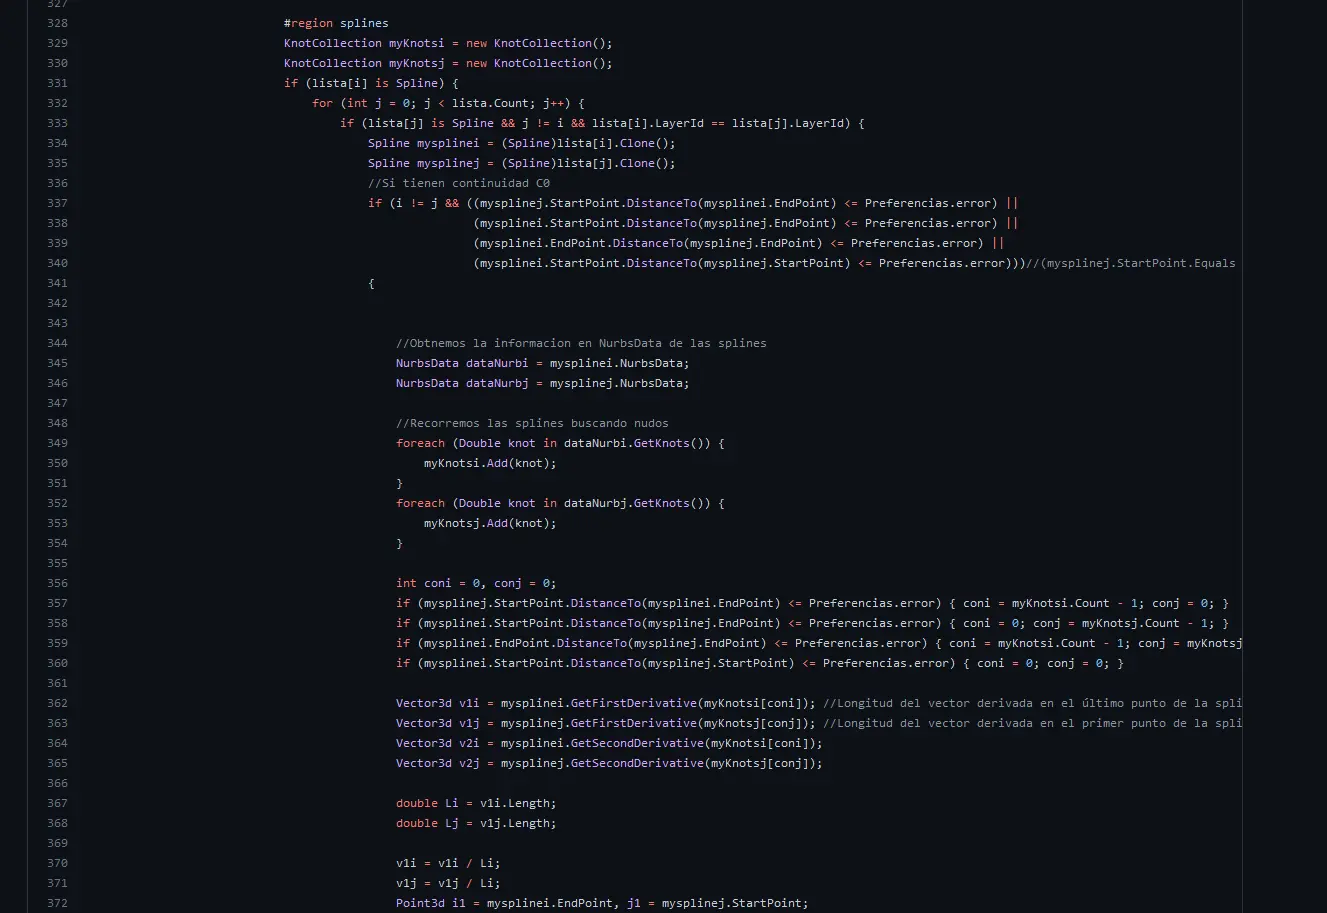 327
328 #region splines
329 KnotCollection myKnotsi = new KnotCollection();
330 KnotCollection myKnotsj = new KnotCollection();
331 if (lista[i] is Spline) {
332 for (int j = 0; j < lista.Count; j++) {
333 if (lista[j] is Spline && j != i && lista[i].LayerId == lista[j].LayerId) {
334 Spline mysplinei = (Spline)lista[i].Clone();
335 Spline mysplinej = (Spline)lista[j].Clone();
336 //Si tienen continuidad C0
337 if (i != j && ((mysplinej.StartPoint.DistanceTo(mysplinei.EndPoint) <= Preferencias.error) ||
338 (mysplinei.StartPoint.DistanceTo(mysplinej.EndPoint) <= Preferencias.error) ||
339 (mysplinei.EndPoint.DistanceTo(mysplinej.EndPoint) <= Preferencias.error) ||
340 (mysplinei.StartPoint.DistanceTo(mysplinej.StartPoint) <= Preferencias.error)))//(mysplinej.StartPoint.Equals
341 {
342
343
344 //Obtnemos la informacion en NurbsData de las splines
345 NurbsData dataNurbi = mysplinei.NurbsData;
346 NurbsData dataNurbj = mysplinej.NurbsData;
347
348 //Recorremos las splines buscando nudos
349 foreach (Double knot in dataNurbi.GetKnots()) {
350 myKnotsi.Add(knot);
351 }
352 foreach (Double knot in dataNurbj.GetKnots()) {
353 myKnotsj.Add(knot);
354 }
355
356 int coni = 0, conj = 0;
357 if (mysplinej.StartPoint.DistanceTo(mysplinei.EndPoint) <= Preferencias.error) { coni = myKnotsi.Count - 1; conj = 0; }
358 if (mysplinei.StartPoint.DistanceTo(mysplinej.EndPoint) <= Preferencias.error) { coni = 0; conj = myKnotsj.Count - 1; }
359 if (mysplinei.EndPoint.DistanceTo(mysplinej.EndPoint) <= Preferencias.error) { coni = myKnotsi.Count - 1; conj = myKnotsj
360 if (mysplinei.StartPoint.DistanceTo(mysplinej.StartPoint) <= Preferencias.error) { coni = 0; conj = 0; }
361
362 Vector3d v1i = mysplinei.GetFirstDerivative(myKnotsi[coni]); //Longitud del vector derivada en el último punto de la spli
363 Vector3d v1j = mysplinej.GetFirstDerivative(myKnotsj[conj]); //Longitud del vector derivada en el primer punto de la spli
364 Vector3d v2i = mysplinei.GetSecondDerivative(myKnotsi[coni]);
365 Vector3d v2j = mysplinej.GetSecondDerivative(myKnotsj[conj]);
366
367 double Li = v1i.Length;
368 double Lj = v1j.Length;
369
370 v1i = v1i / Li;
371 v1j = v1j / Li;
372 Point3d i1 = mysplinei.EndPoint, j1 = mysplinej.StartPoint;